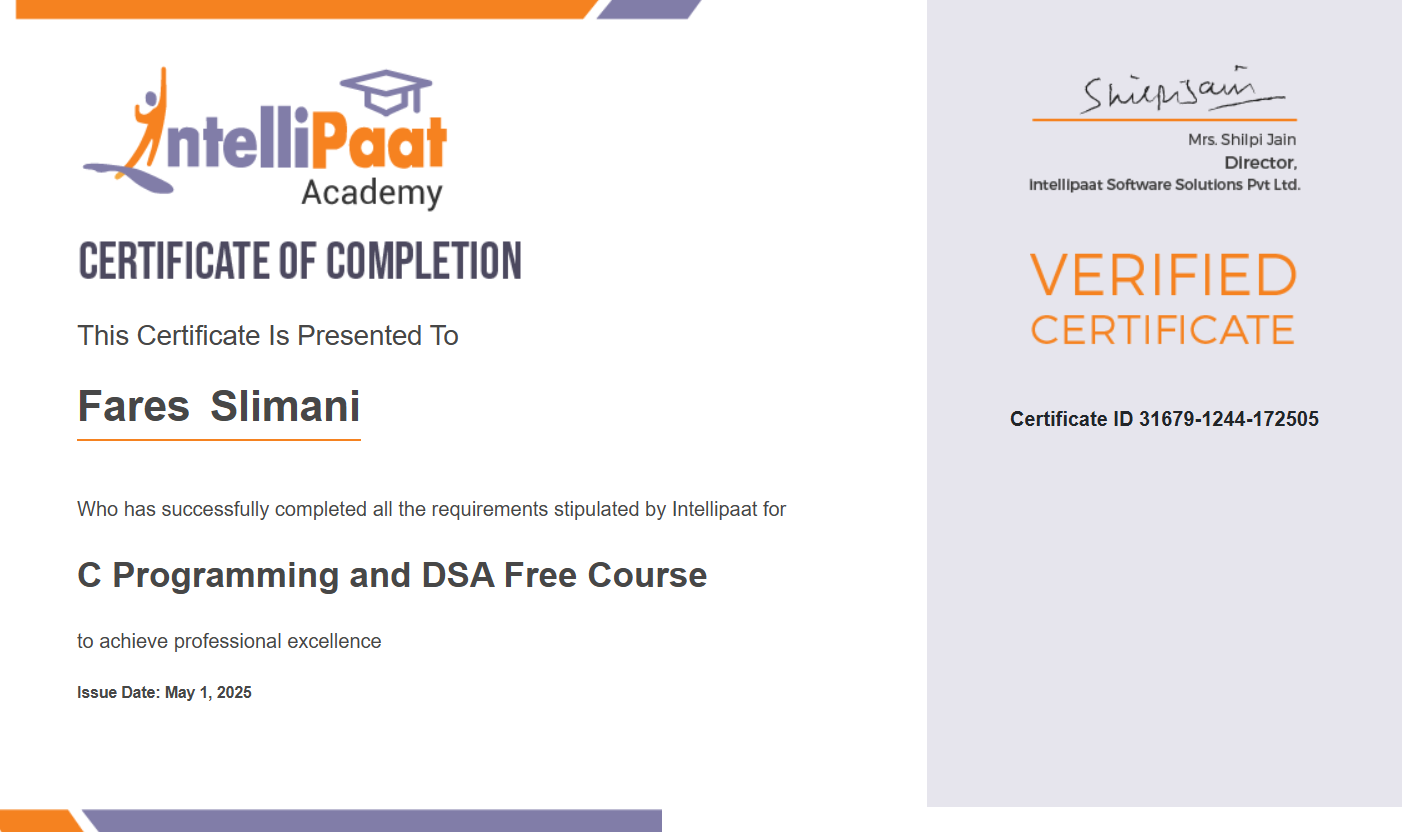 IntelliPaat
Academy
CERTIFICATE OF COMPLETION
This Certificate Is Presented To
Fares Slimani
Who has successfully completed all the requirements stipulated by Intellipaat for
C Programming and DSA Free Course
to achieve professional excellence
Issue Date: May 1, 2025
Shilpi Jain
Mrs. Shilpi Jain
Director,
Intellipaat Software Solutions Pvt Ltd.
VERIFIED
CERTIFICATE
Certificate ID 31679-1244-172505